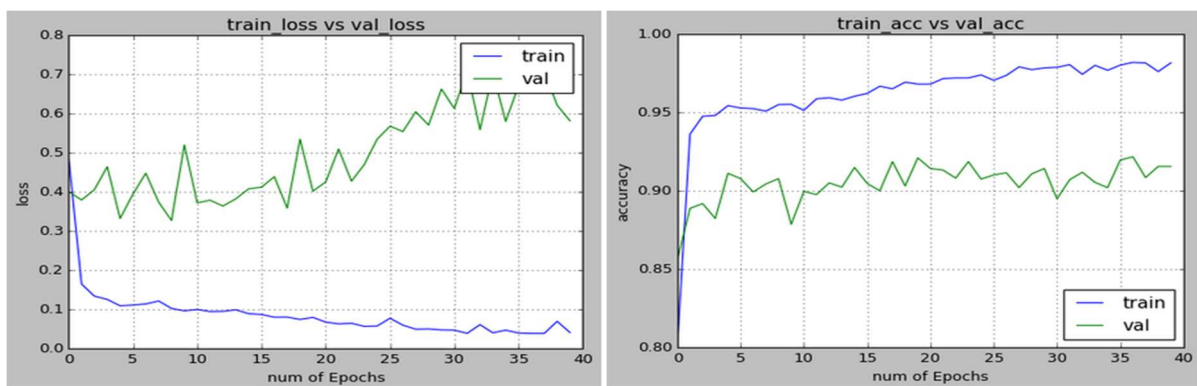 train_loss vs val_loss
0.8
0.7
0.6
0.5
0.4
0.3
0.2
0.1
0.0
loss
train
val
0 5 10 15 20 25 30 35 40
num of Epochs
train_acc vs val_acc
1.00
0.95
0.90
0.85
0.80
accuracy
train
val
0 5 10 15 20 25 30 35 40
num of Epochs